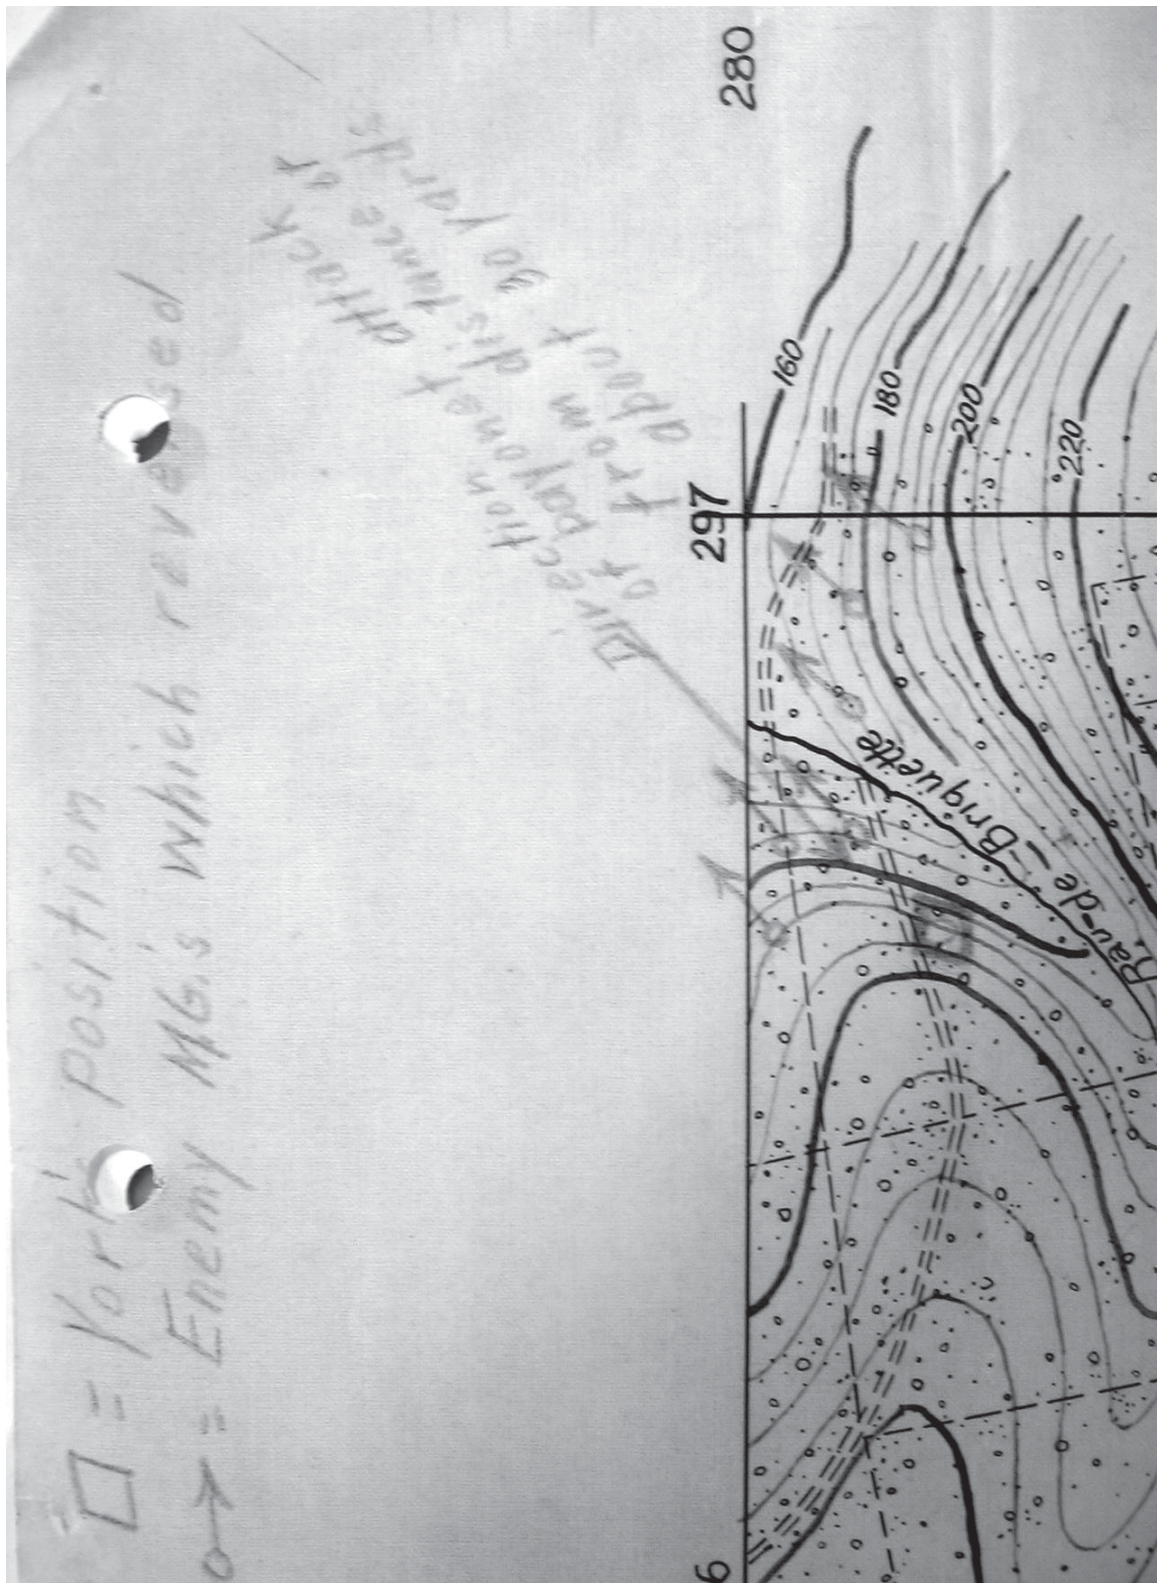 □ = York' Position
o→ = Enemy M.G.'s which reversed
Direction attack
of bayonet
from distance of
about 30 yards
280
297
160
180
200
220
Rau-de-Briquette
R.
6